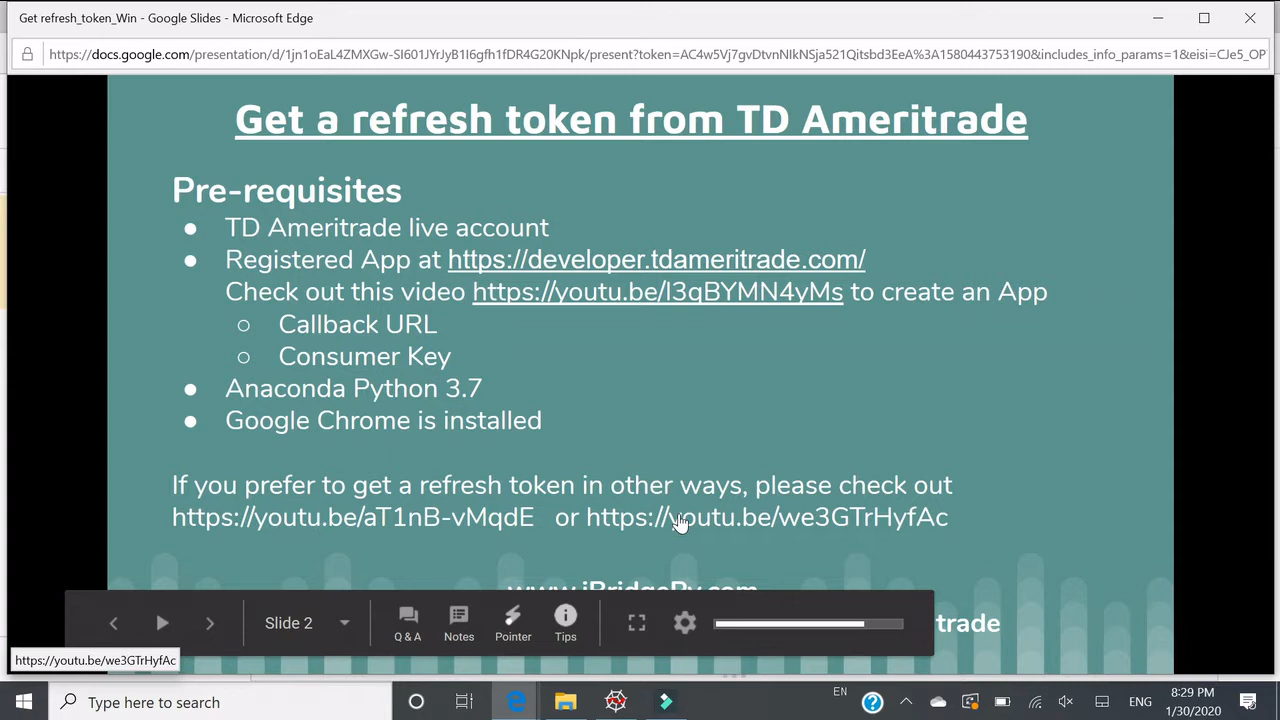 Get refresh_token_Win - Google Slides - Microsoft Edge
https://docs.google.com/presentation/d/1jn1oEaL4ZMXGw-SI601JYrJyB1I6gfh1fDR4G20KNpk/present?token=AC4w5Vj7gvDtvnNIkNSja521Qitsbd3EeA%3A1580443753190&includes_info_params=1&eisi=CJe5_OP
Get a refresh token from TD Ameritrade
Pre-requisites
● TD Ameritrade live account
● Registered App at https://developer.tdameritrade.com/
Check out this video https://youtu.be/l3qBYMN4yMs to create an App
○ Callback URL
○ Consumer Key
● Anaconda Python 3.7
● Google Chrome is installed
If you prefer to get a refresh token in other ways, please check out
https://youtu.be/aT1nB-vMqdE or https://youtu.be/we3GTrHyfAc
www.iBridgePy.com
trade
Slide 2
Q & A
Notes
Pointer
Tips
https://youtu.be/we3GTrHyfAc
Type here to search
EN
ENG
8:29 PM
1/30/2020